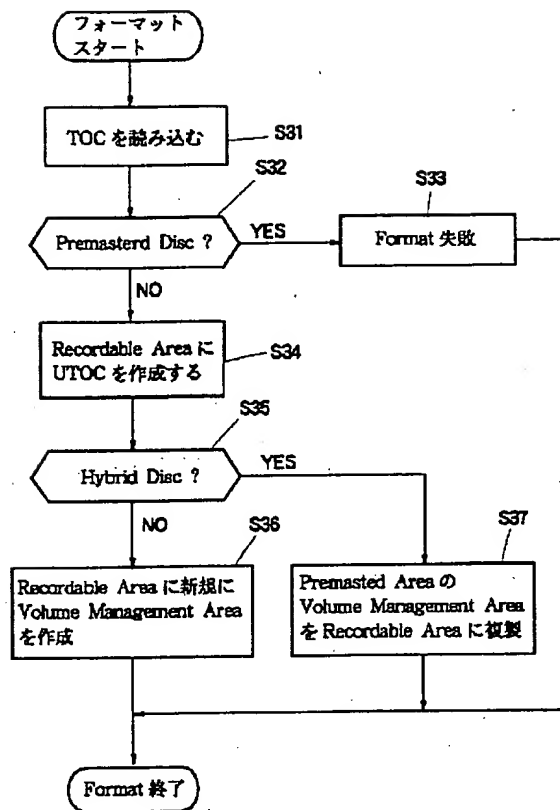 フォーマット
スタート
TOC を読み込む
S31
S32
Premasterd Disc ?
YES
S33
Format 失敗
NO
Recordable Area に
UTOC を作成する
S34
S35
Hybrid Disc ?
YES
NO
S36
Recordable Area に新規に
Volume Management Area
を作成
S37
Premasted Area の
Volume Management Area
を Recordable Area に複製
Format 終了